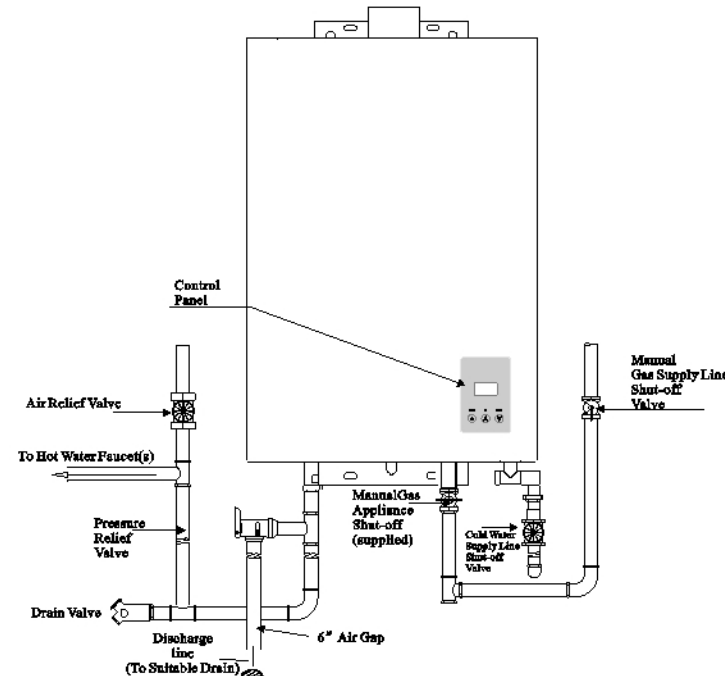 Control
Panel
Manual
Gas Supply Line
Shut-off
Valve
Air Relief Valve
To Hot Water Faucet(s)
Manual Gas
Appliance
Shut-off
(supplied)
Pressure
Relief
Valve
Cold Water
Supply Line
Shut-off
Valve
Drain Valve
Discharge
line
(To Suitable Drain)
6" Air Gap